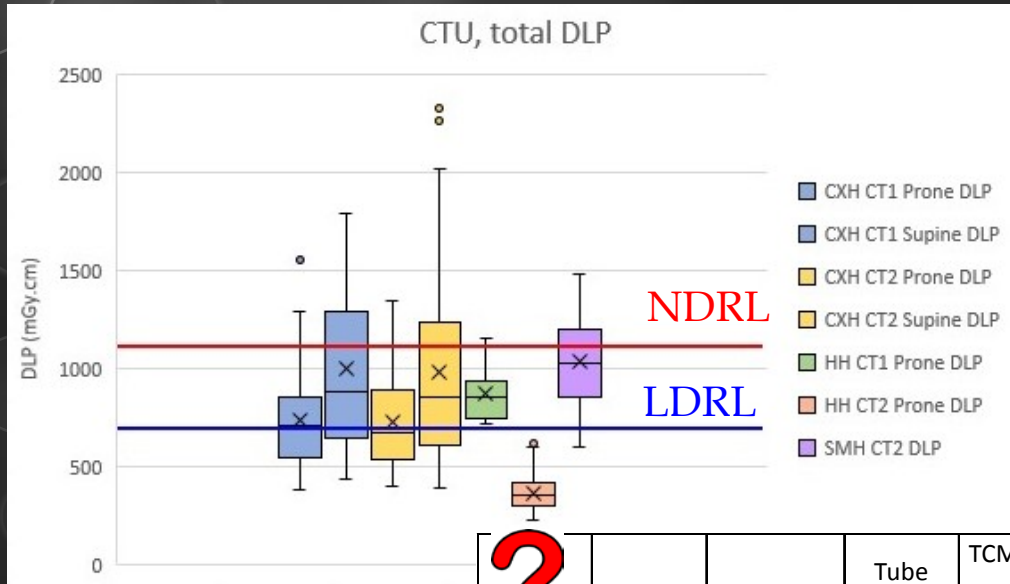 CTU, total DLP
2500
2000
1500
1000
500
0
DLP (mGy.cm)
NDRL
LDRL
CXH CT1 Prone DLP
CXH CT1 Supine DLP
CXH CT2 Prone DLP
CXH CT2 Supine DLP
HH CT1 Prone DLP
HH CT2 Prone DLP
SMH CT2 DLP
?
Tube
TCM